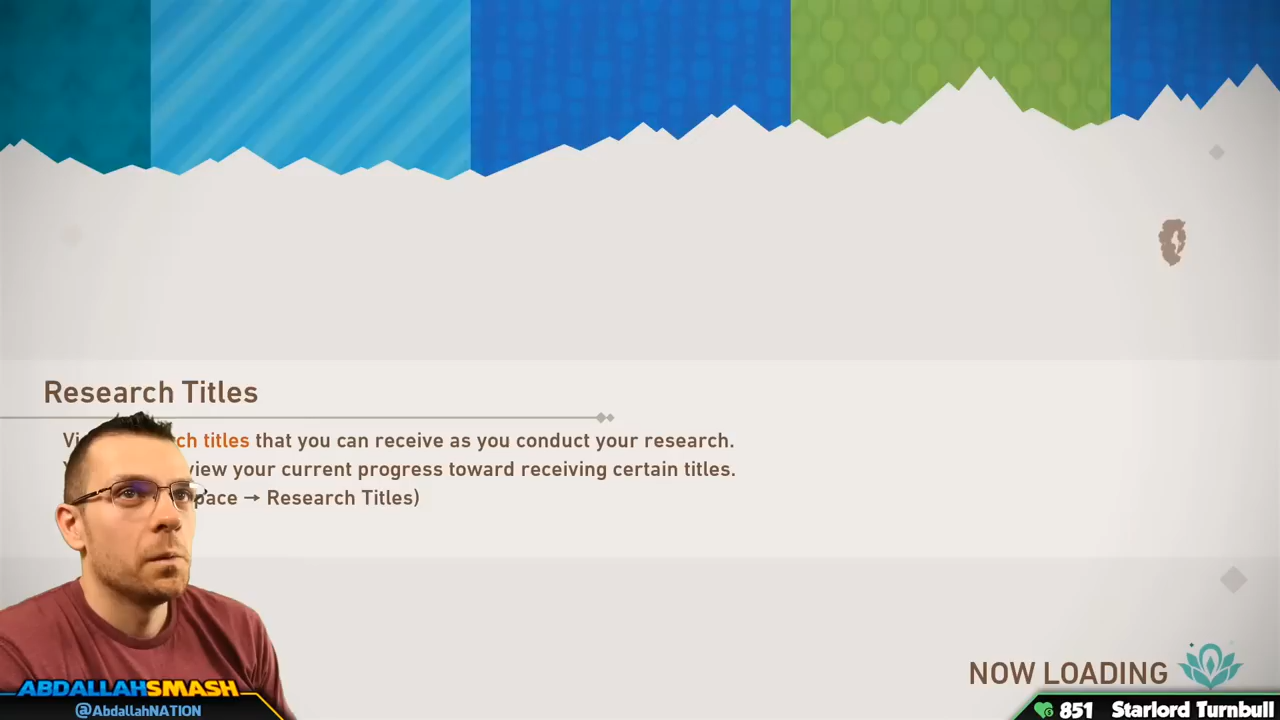 Research Titles
ch titles that you can receive as you conduct your research.
view your current progress toward receiving certain titles.
pace → Research Titles)
NOW LOADING
ABDALLAHSMASH
@AbdallahNATION
851 Starlord Turnbull